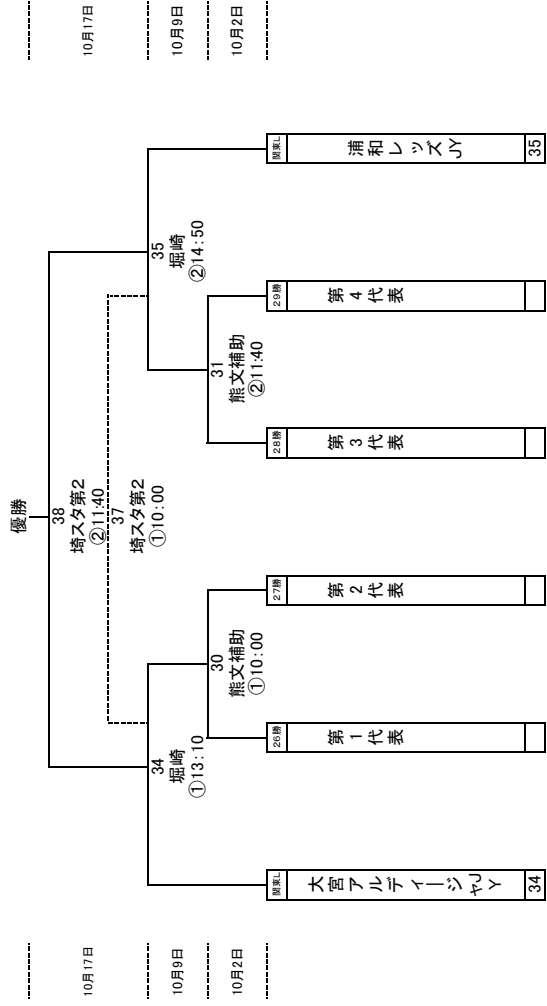 優勝
10月17日
38
埼スタ第2
②11:40
10月17日
37
埼スタ第2
①10:00
10月9日
34
堀崎
①13:10
35
堀崎
②14:50
10月9日
10月2日
30
熊文補助
①10:00
31
熊文補助
②11:40
10月2日
関東L
大宮アルディージャJY
34
26勝
第1代表
27勝
第2代表
28勝
第3代表
29勝
第4代表
関東L
浦和レッズJY
35